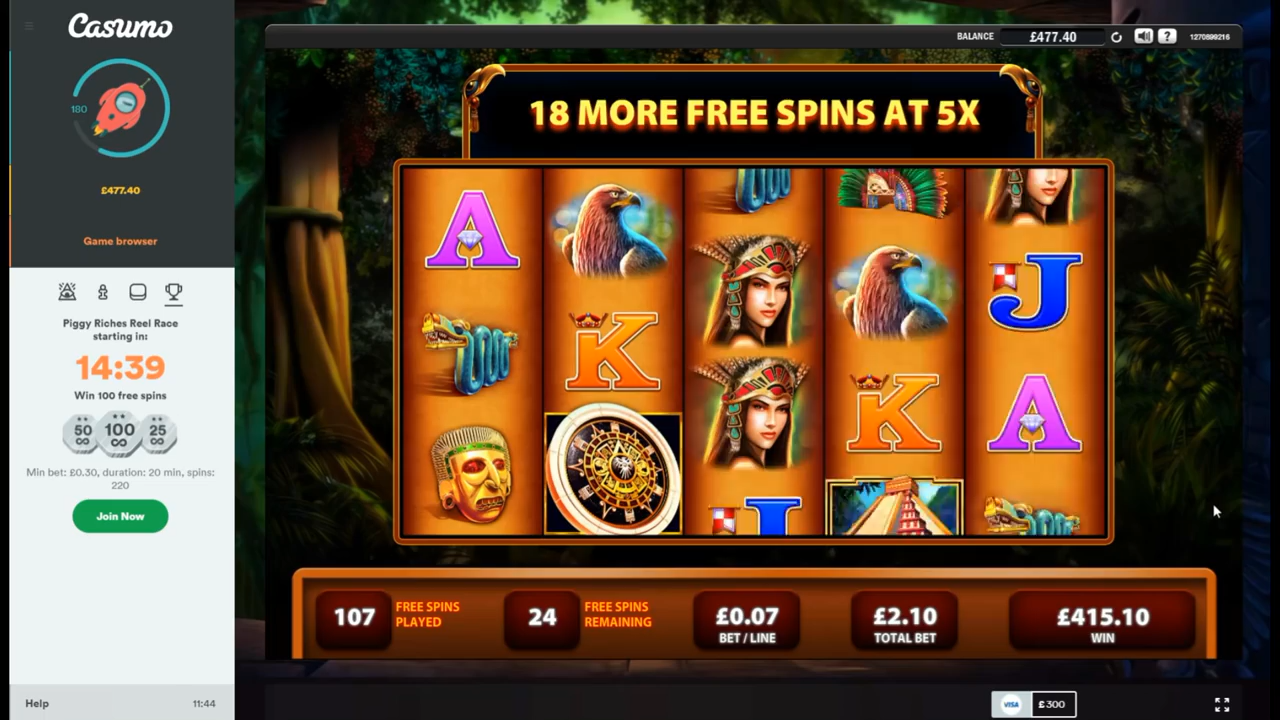 Casumo
180
£477.40
Game browser
Piggy Riches Reel Race
starting in:
14:39
Win 100 free spins
50 100 25
Min bet: £0.30, duration: 20 min, spins:
220
Join Now
Help 11:44
BALANCE £477.40 ? 1270899216
18 MORE FREE SPINS AT 5X
A
J
K
K A
J
107 FREE SPINS PLAYED
24 FREE SPINS REMAINING
£0.07 BET / LINE
£2.10 TOTAL BET
£415.10 WIN
VISA £300